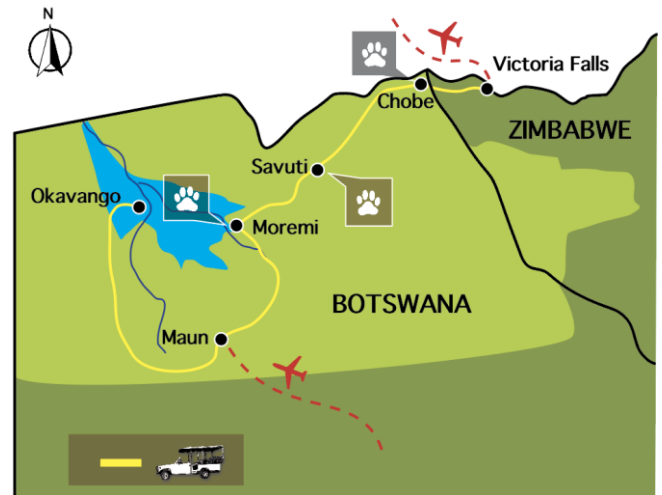 N
Victoria Falls
Chobe
ZIMBABWE
Savuti
Okavango
Moremi
BOTSWANA
Maun